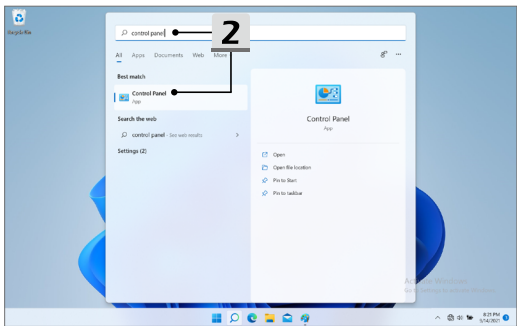 Recycle Bin
control panel
2
All Apps Documents Web More
Best match
Control Panel
App
Search the web
control panel - See web results
Settings (2)
Control Panel
App
Open
Open file location
Pin to Start
Pin to taskbar
Activate Windows
8:21 PM
5/14/2021